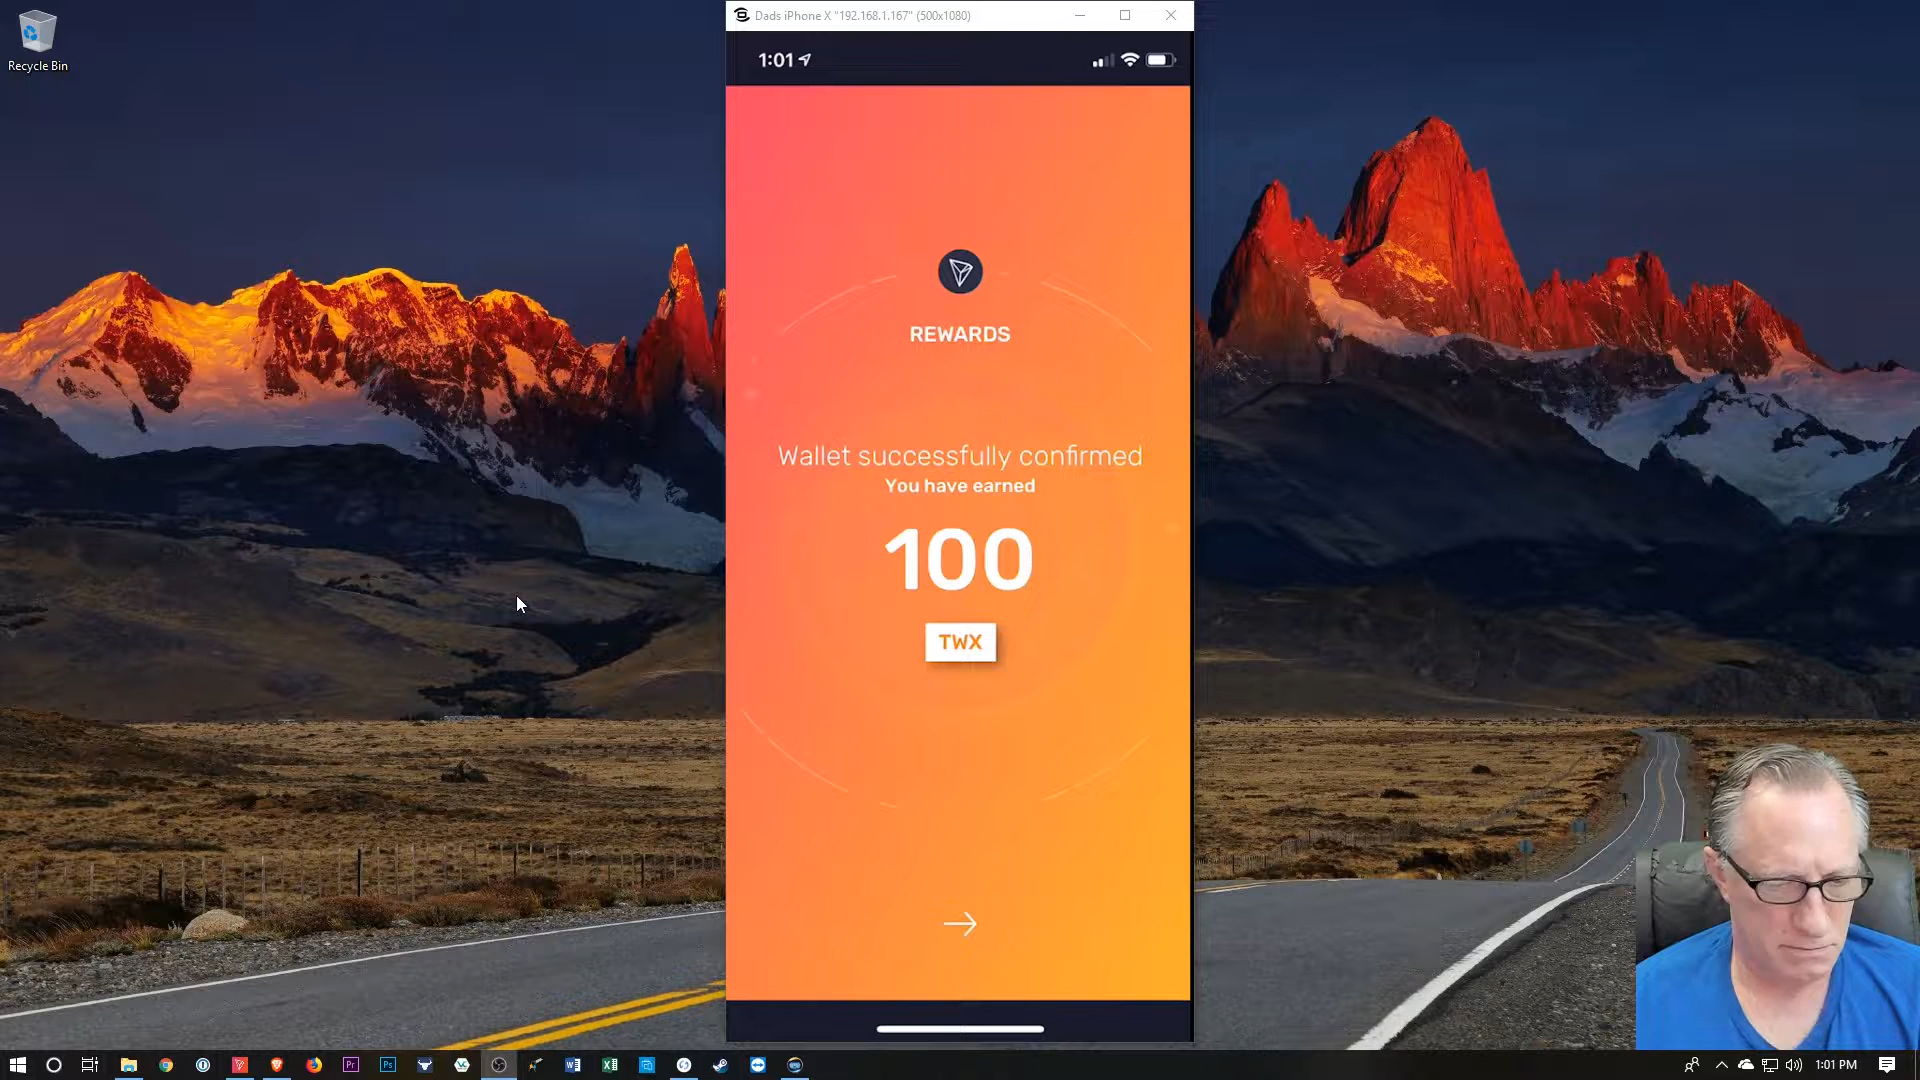 Recycle Bin
Dads iPhone X "192.168.1.167" (500x1080)
1:01
REWARDS
Wallet successfully confirmed
You have earned
100
TWX
1:01 PM